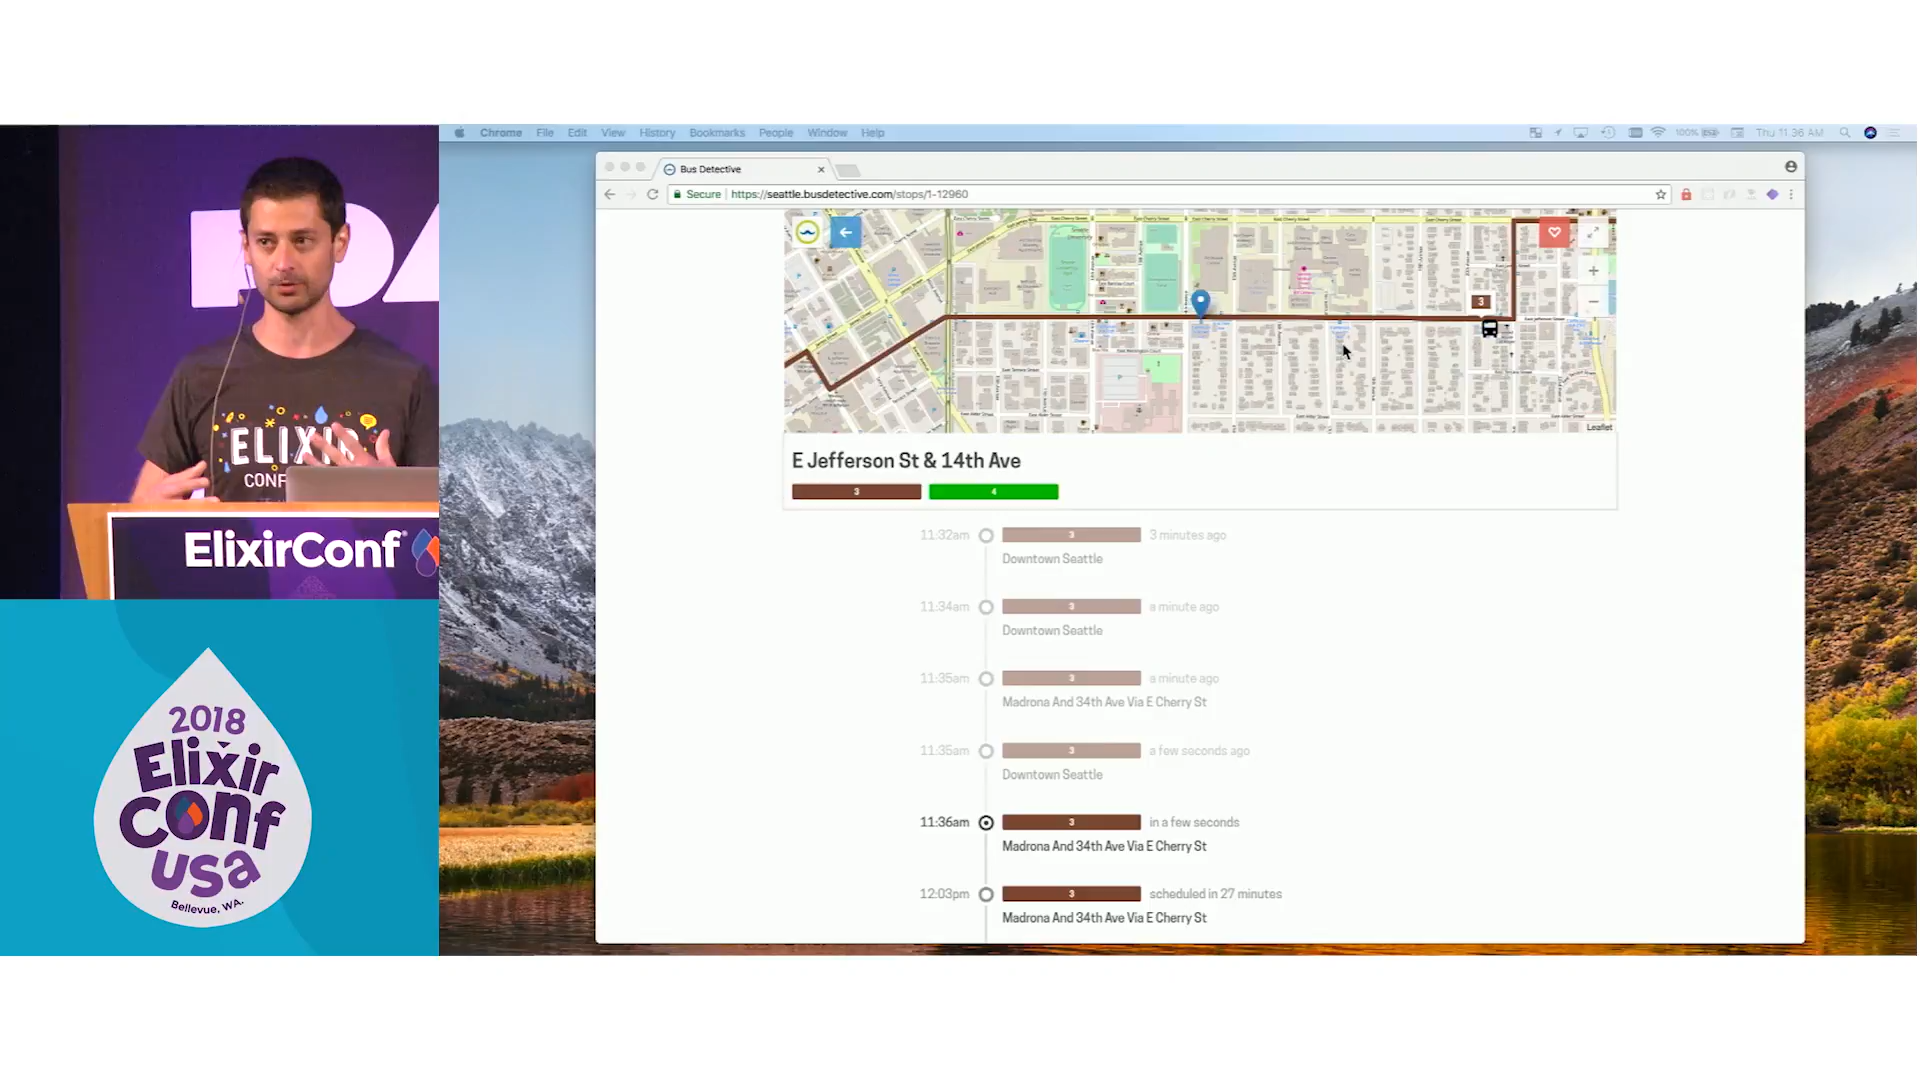 ELIXIR
CONF
ElixirConf
2018
Elixir
Conf
USA
Bellevue, WA.
Chrome File Edit View History Bookmarks People Window Help
100% Thu 11:36 AM
Bus Detective
Secure https://seattle.busdetective.com/stops/1-12960
3
Leaflet
E Jefferson St & 14th Ave
3 4
11:32am 3 3 minutes ago
Downtown Seattle
11:34am 3 a minute ago
Downtown Seattle
11:35am 3 a minute ago
Madrona And 34th Ave Via E Cherry St
11:35am 3 a few seconds ago
Downtown Seattle
11:36am 3 in a few seconds
Madrona And 34th Ave Via E Cherry St
12:03pm 3 scheduled in 27 minutes
Madrona And 34th Ave Via E Cherry St